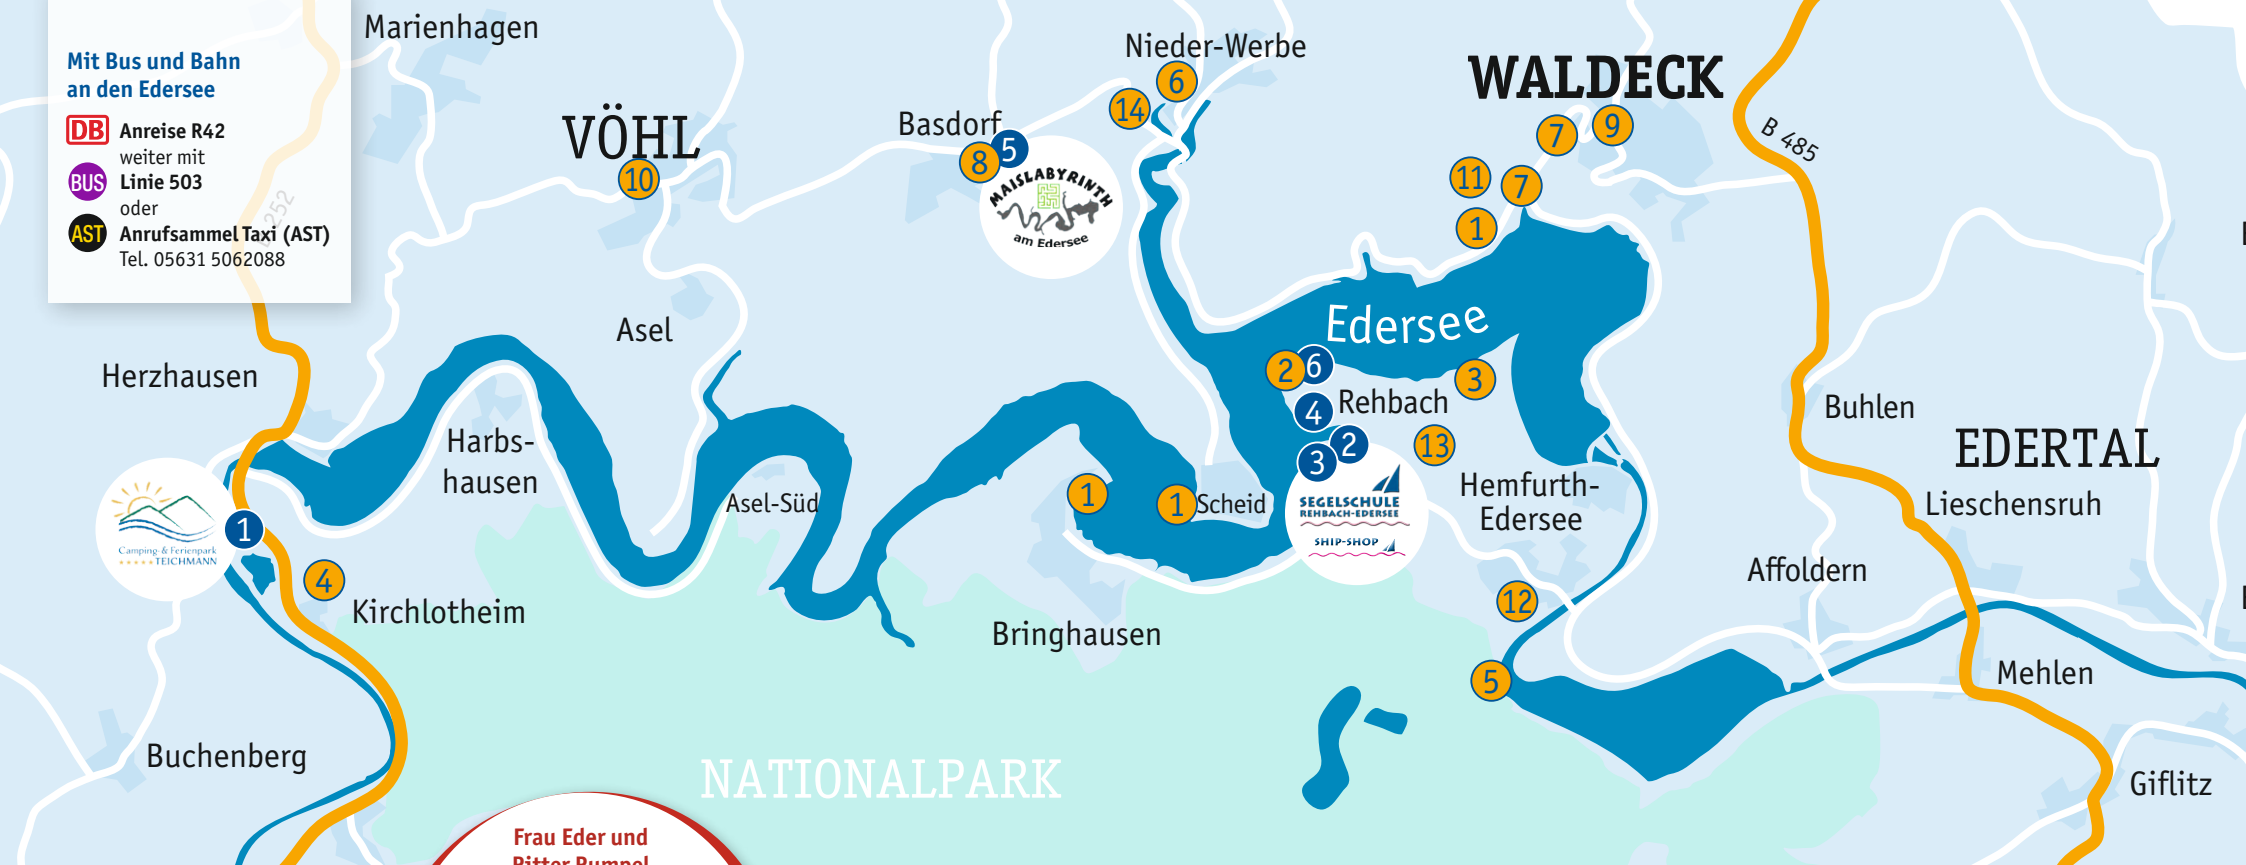 Mit Bus und Bahn
an den Edersee
DB Anreise R42
weiter mit
BUS Linie 503
oder
AST Anrufsammel Taxi (AST)
Tel. 05631 5062088
252
Marienhagen
Nieder-Werbe
6
14
WALDECK
7
9
B 485
VÖHL
10
Basdorf
5
8
MAISLABYRINTH
am Edersee
11
7
1
Asel
Edersee
Herzhausen
2
6
3
4
Rehbach
Buhlen
Harbs-
hausen
2
3
13
EDERTAL
Asel-Süd
1
1
Scheid
SEGELSCHULE
REHBACH-EDERSEE
SHIP-SHOP
Hemfurth-
Edersee
Lieschensruh
1
Camping- & Ferienpark
TEICHMANN
4
Kirchlotheim
Affoldern
12
Bringhausen
5
Mehlen
Buchenberg
NATIONALPARK
Giflitz
Frau Eder und
Ritter Rumpel